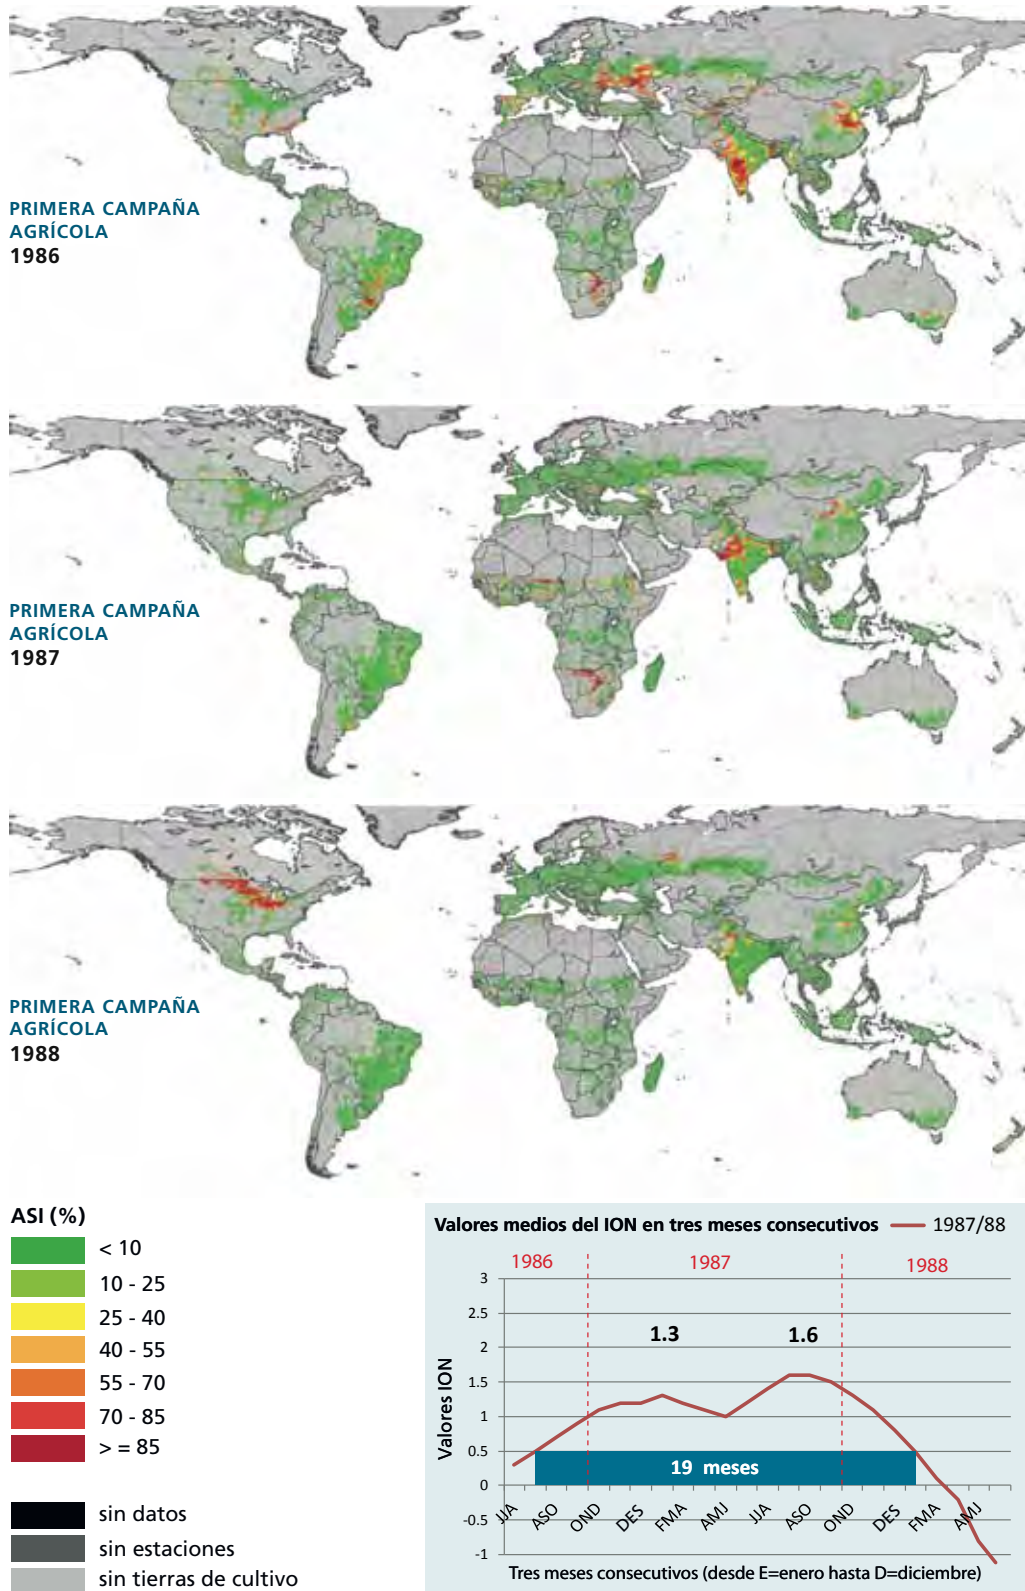 PRIMERA CAMPAÑA
AGRÍCOLA
1986
PRIMERA CAMPAÑA
AGRÍCOLA
1987
PRIMERA CAMPAÑA
AGRÍCOLA
1988
ASI (%)
< 10
10 - 25
25 - 40
40 - 55
55 - 70
70 - 85
> = 85
sin datos
sin estaciones
sin tierras de cultivo
Valores medios del ION en tres meses consecutivos 1987/88
1986 1987 1988
3
2.5
2
1.5
1
0.5
0
-0.5
-1
Valores ION
1.3 1.6
19 meses
JJA ASO OND DES FMA AMJ JJA ASO OND DES FMA AMJ
Tres meses consecutivos (desde E=enero hasta D=diciembre)